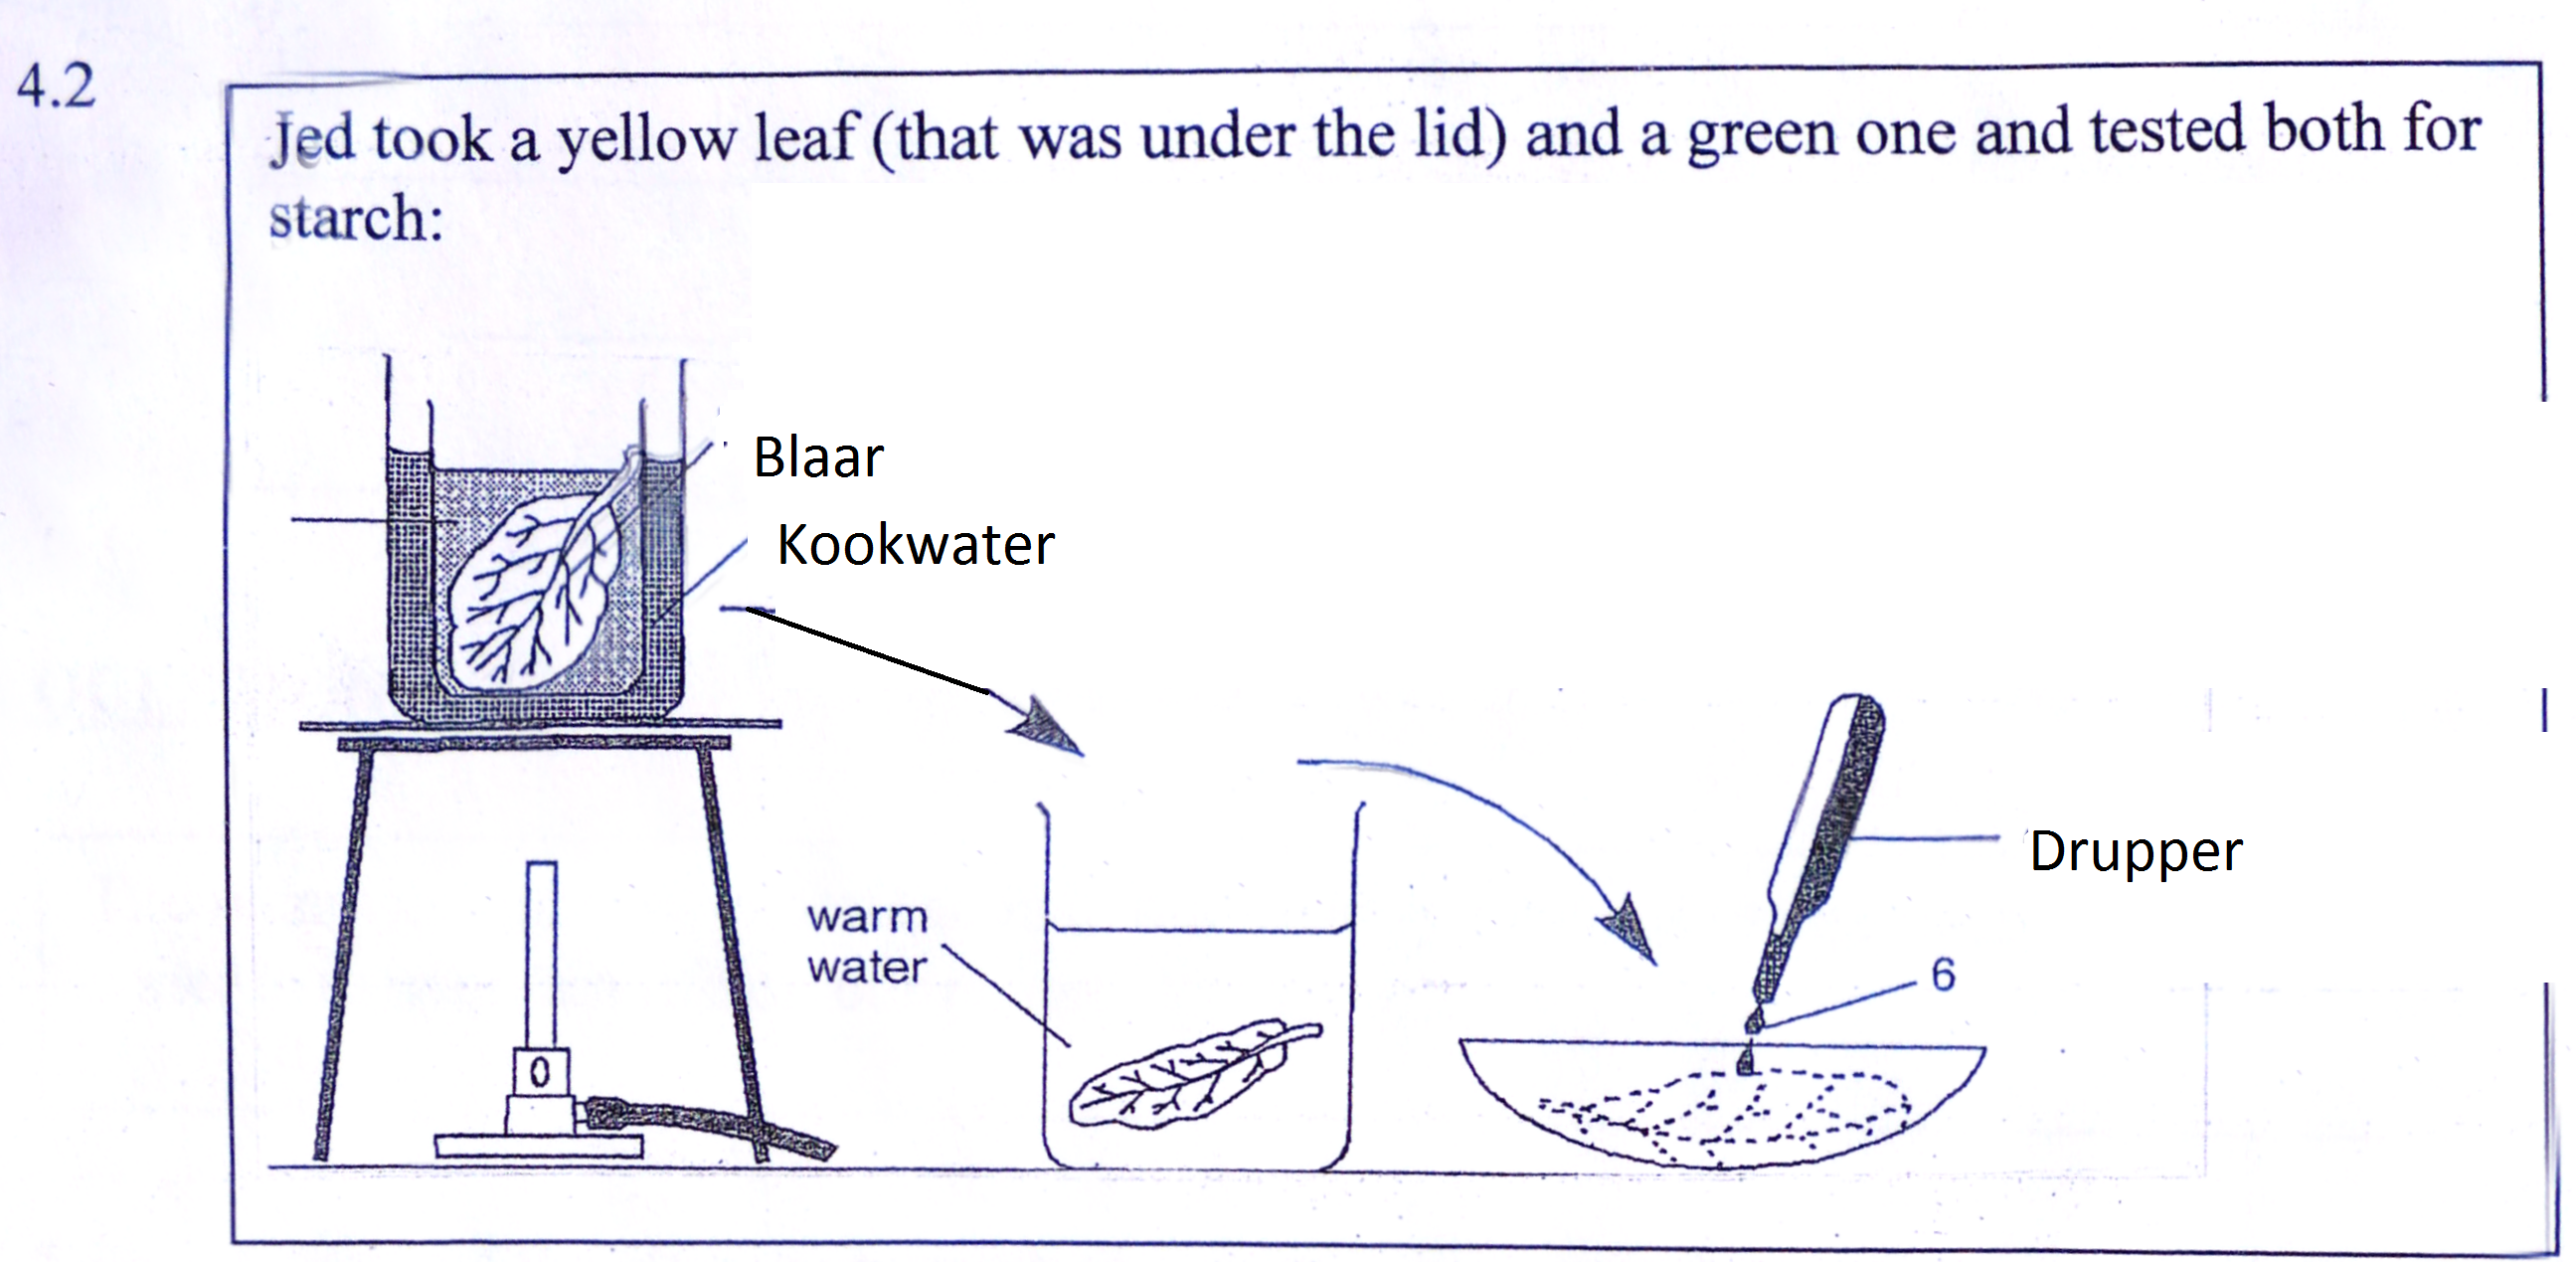 4.2
Jed took a yellow leaf (that was under the lid) and a green one and tested both for
starch:
Blaar
Kookwater
Drupper
warm
water
6
0